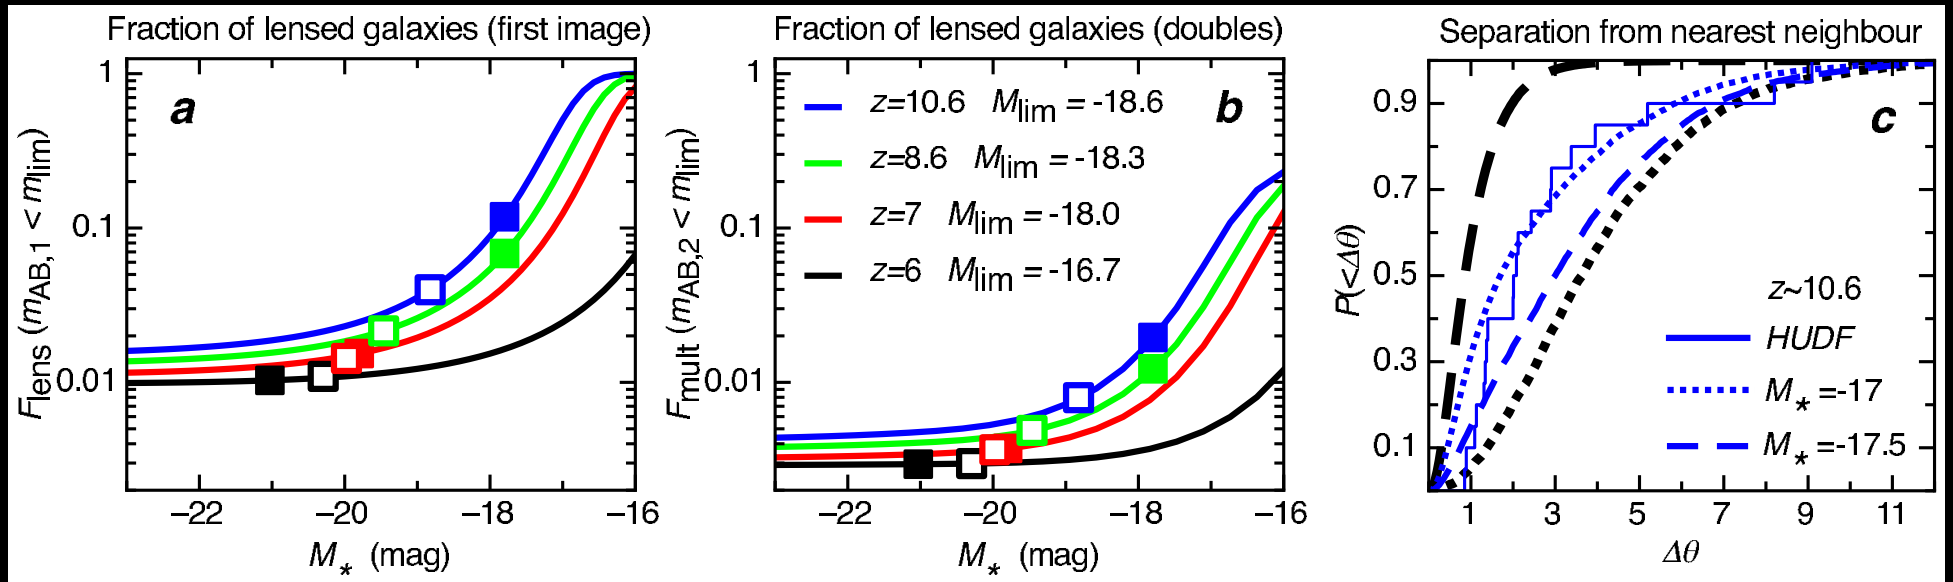 Fraction of lensed galaxies (first image)
F_lens (m_AB,1 < m_lim)
1
0.1
0.01
a
−22
−20
−18
−16
M_* (mag)
Fraction of lensed galaxies (doubles)
F_mult (m_AB,2 < m_lim)
1
0.1
0.01
b
z=10.6 M_lim = -18.6
z=8.6 M_lim = -18.3
z=7 M_lim = -18.0
z=6 M_lim = -16.7
−22
−20
−18
−16
M_* (mag)
Separation from nearest neighbour
P(<Δθ)
0.9
0.7
0.5
0.3
0.1
c
z~10.6
HUDF
M_*=-17
M_*=-17.5
1
3
5
7
9
11
Δθ